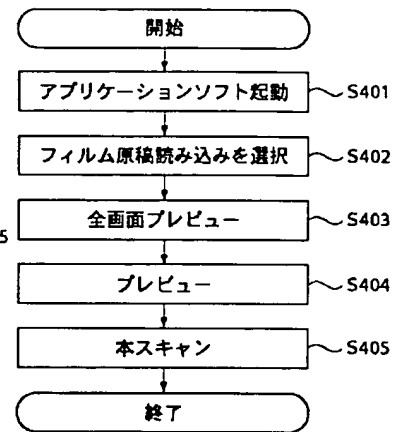 開始
アプリケーションソフト起動 S401
フィルム原稿読み込みを選択 S402
全画面プレビュー S403
5
プレビュー S404
本スキャン S405
終了